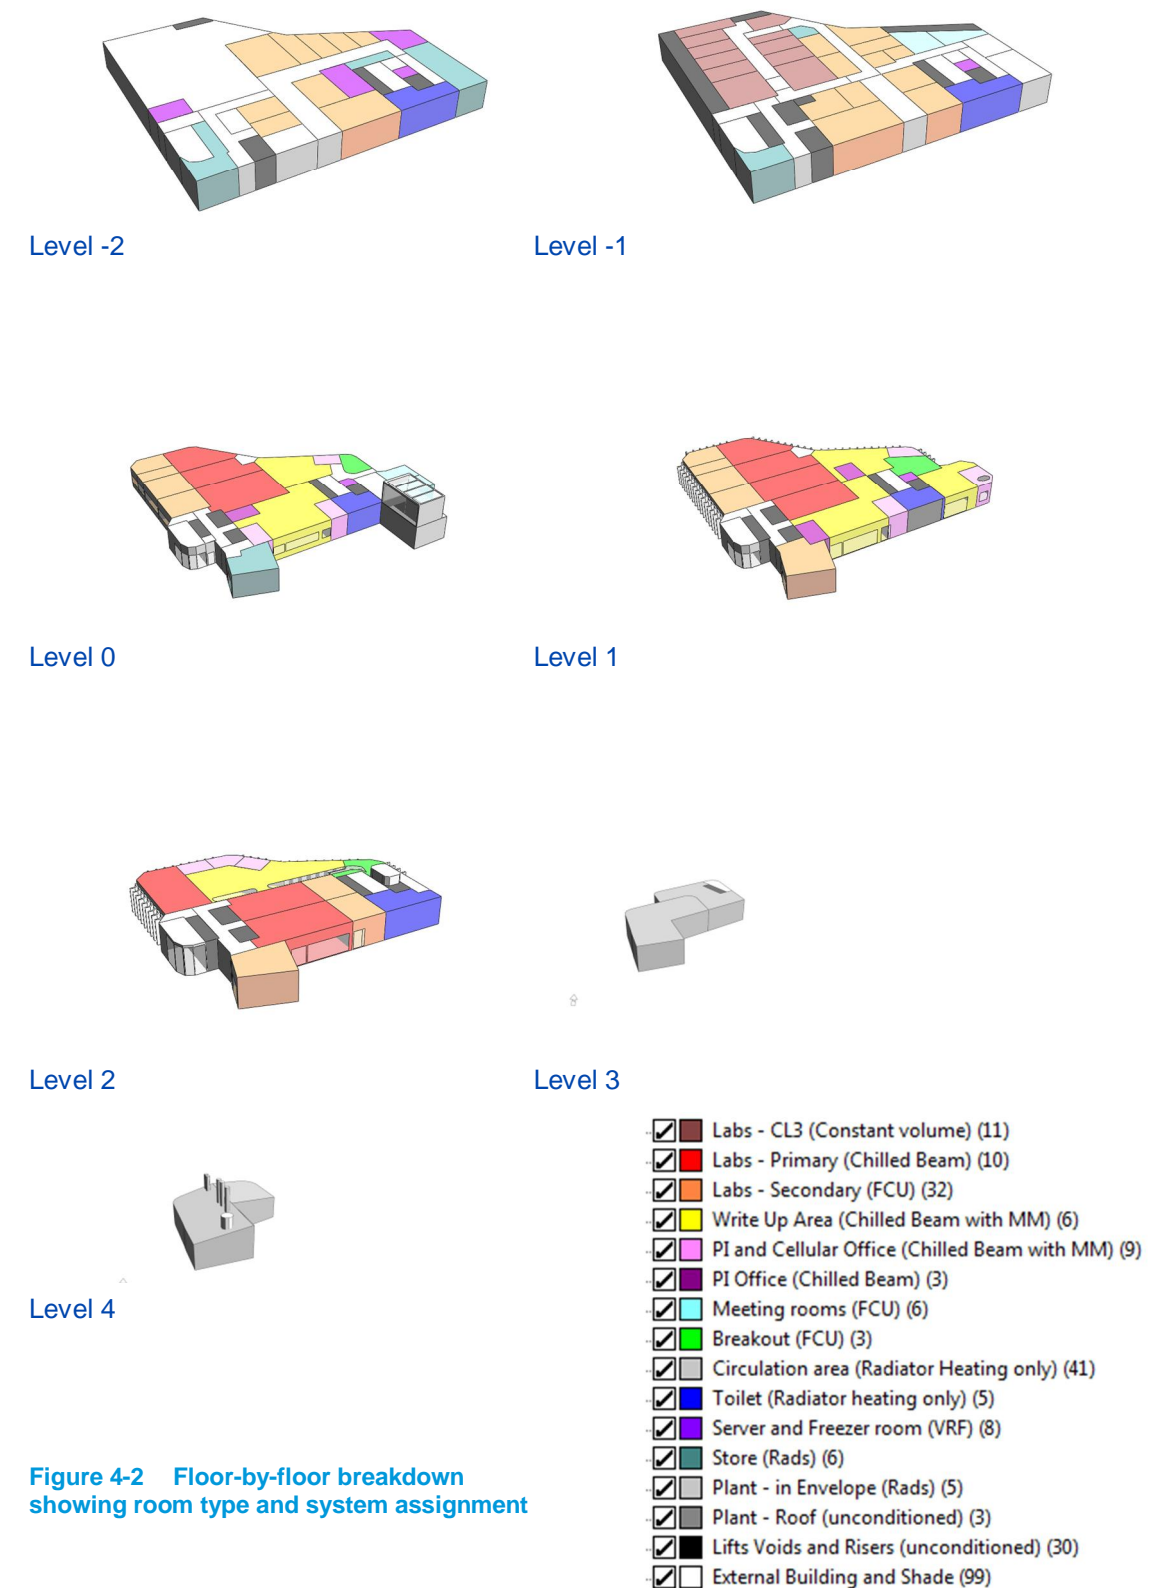 Level -2
Level -1
Level 0
Level 1
Level 2
Level 3
Level 4
Labs - CL3 (Constant volume) (11)
Labs - Primary (Chilled Beam) (10)
Labs - Secondary (FCU) (32)
Write Up Area (Chilled Beam with MM) (6)
PI and Cellular Office (Chilled Beam with MM) (9)
PI Office (Chilled Beam) (3)
Meeting rooms (FCU) (6)
Breakout (FCU) (3)
Circulation area (Radiator Heating only) (41)
Toilet (Radiator heating only) (5)
Server and Freezer room (VRF) (8)
Store (Rads) (6)
Plant - in Envelope (Rads) (5)
Plant - Roof (unconditioned) (3)
Lifts Voids and Risers (unconditioned) (30)
External Building and Shade (99)
Figure 4-2 Floor-by-floor breakdown
showing room type and system assignment